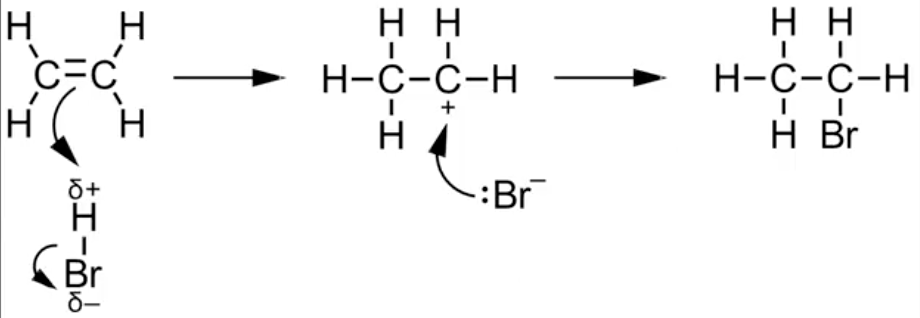 H H H H H H
C=C H–C–C–H H–C–C–H
H H H + H Br
δ+ :Br–
H
Br
δ–